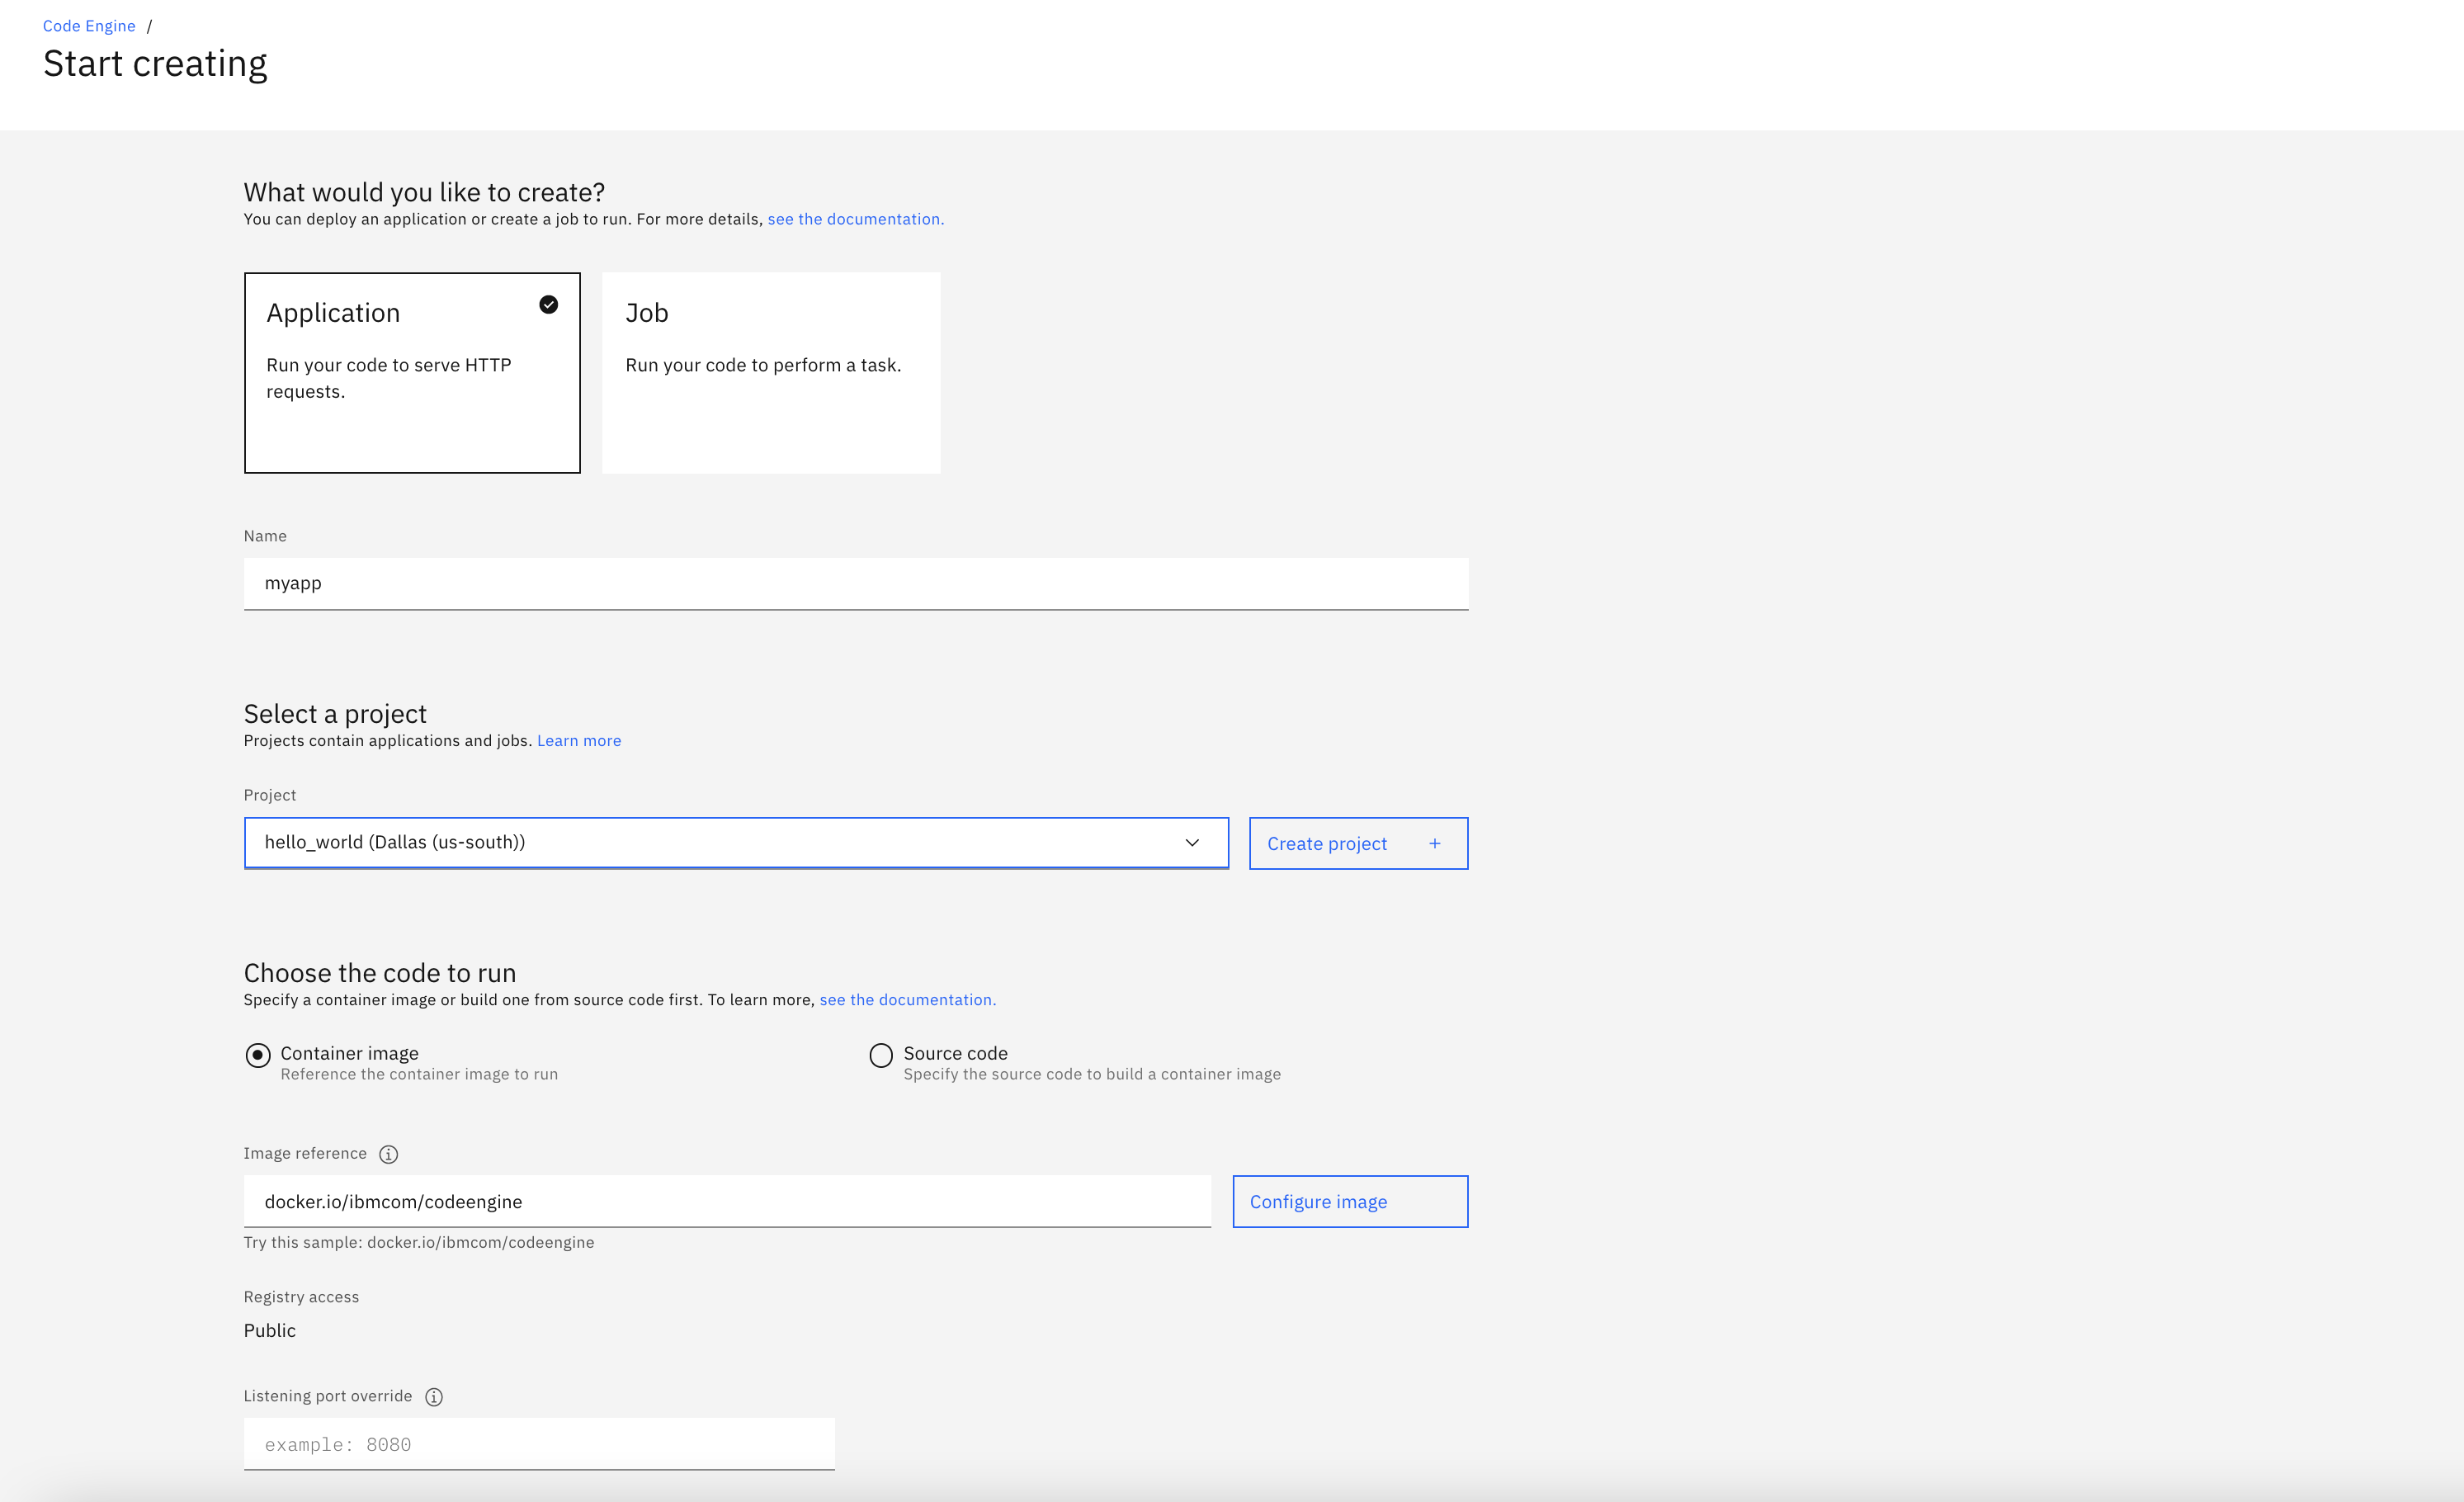 Code Engine /
Start creating
What would you like to create?
You can deploy an application or create a job to run. For more details, see the documentation.
Application
Run your code to serve HTTP
requests.
Job
Run your code to perform a task.
Name
myapp
Select a project
Projects contain applications and jobs. Learn more
Project
hello_world (Dallas (us-south))
Create project +
Choose the code to run
Specify a container image or build one from source code first. To learn more, see the documentation.
Container image
Reference the container image to run
Source code
Specify the source code to build a container image
Image reference
docker.io/ibmcom/codeengine
Configure image
Try this sample: docker.io/ibmcom/codeengine
Registry access
Public
Listening port override
example: 8080